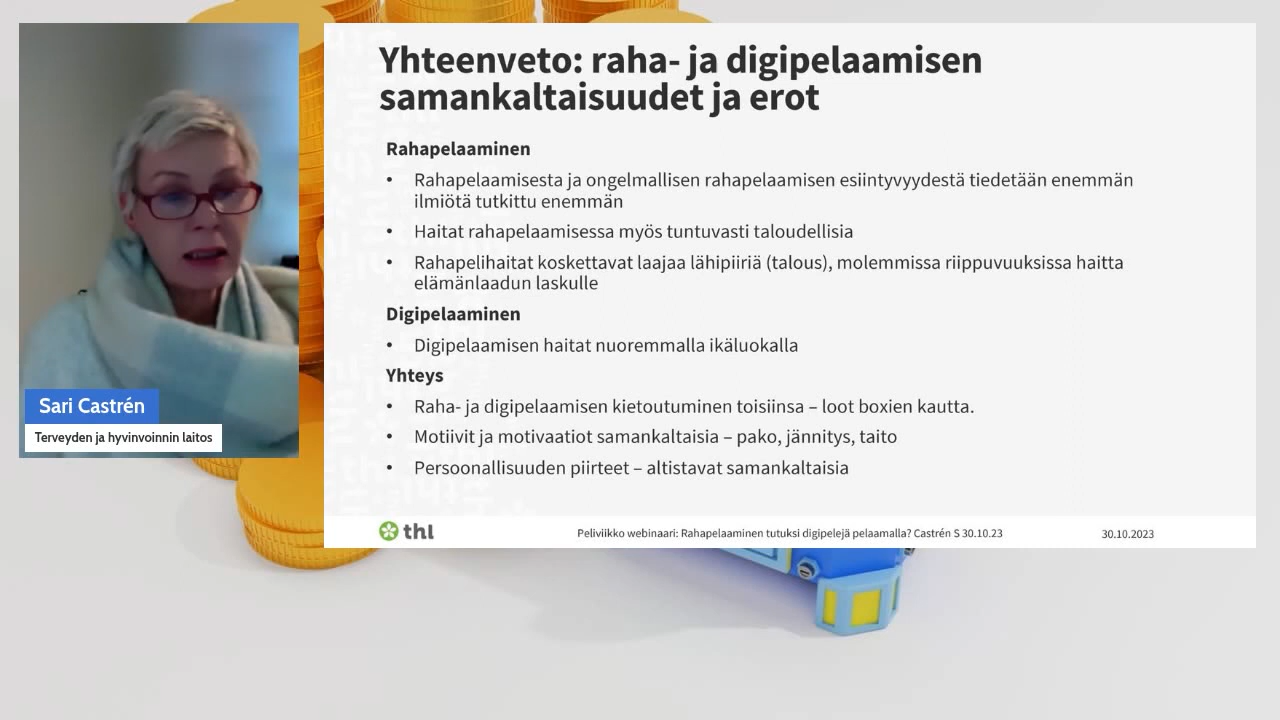 Yhteenveto: raha- ja digipelaamisen
samankaltaisuudet ja erot
Rahapelaaminen
• Rahapelaamisesta ja ongelmallisen rahapelaamisen esiintyvyydestä tiedetään enemmän
ilmiötä tutkittu enemmän
• Haitat rahapelaamisessa myös tuntuvasti taloudellisia
• Rahapelihaitat koskettavat laajaa lähipiiriä (talous), molemmissa riippuvuuksissa haitta
elämänlaadun laskulle
Digipelaaminen
• Digipelaamisen haitat nuoremmalla ikäluokalla
Yhteys
• Raha- ja digipelaamisen kietoutuminen toisiinsa – loot boxien kautta.
• Motiivit ja motivaatiot samankaltaisia – pako, jännitys, taito
• Persoonallisuuden piirteet – altistavat samankaltaisia
thl
Peliviikko webinaari: Rahapelaaminen tutuksi digipelejä pelaamalla? Castrén S 30.10.23
30.10.2023
Sari Castrén
Terveyden ja hyvinvoinnin laitos